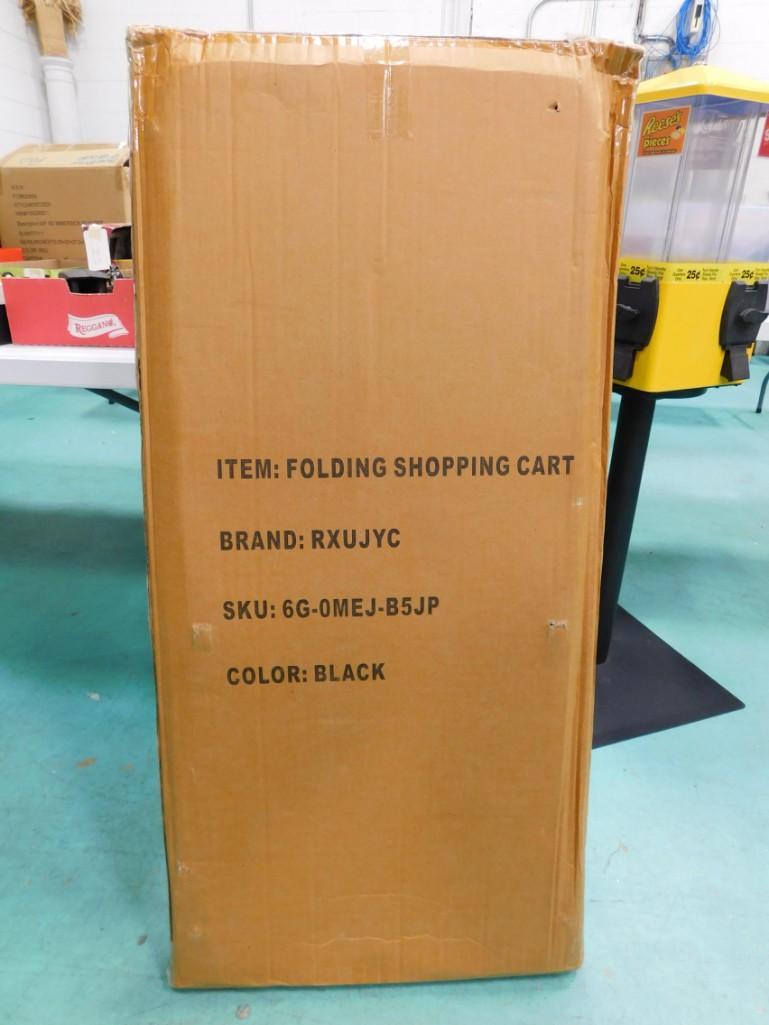 ITEM: FOLDING SHOPPING CART
BRAND: RXUJYC
SKU: 6G-0MEJ-B5JP
COLOR: BLACK
REGGANO
Reese's
pieces
25¢
25¢
25¢